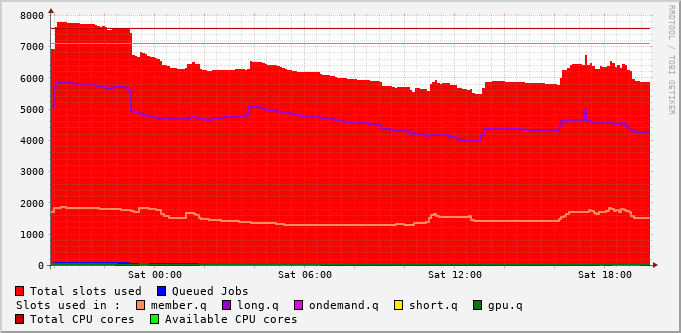 8000
7000
6000
5000
4000
3000
2000
1000
0
Sat 00:00 Sat 06:00 Sat 12:00 Sat 18:00
RRDTOOL / TOBI OETIKER
Total slots used Queued Jobs
Slots used in : member.q long.q ondemand.q short.q gpu.q
Total CPU cores Available CPU cores